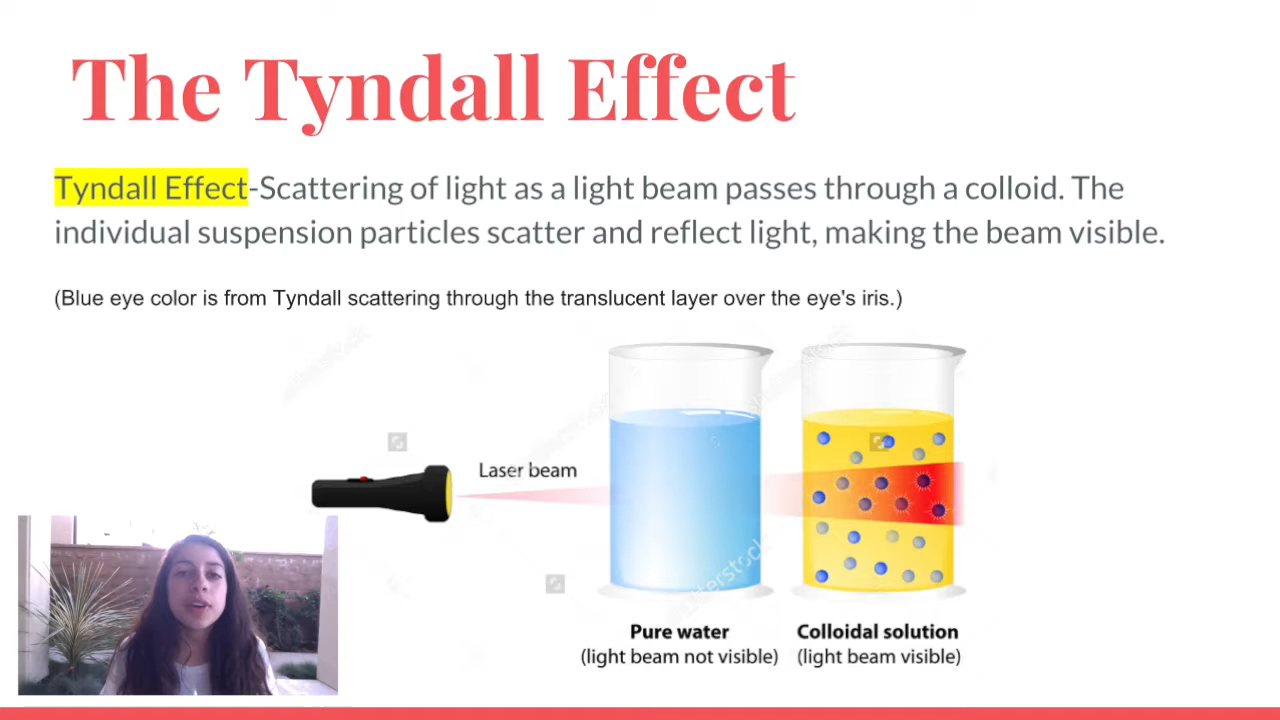 The Tyndall Effect
Tyndall Effect-Scattering of light as a light beam passes through a colloid. The
individual suspension particles scatter and reflect light, making the beam visible.
(Blue eye color is from Tyndall scattering through the translucent layer over the eye's iris.)
Laser beam
Pure water
(light beam not visible)
Colloidal solution
(light beam visible)